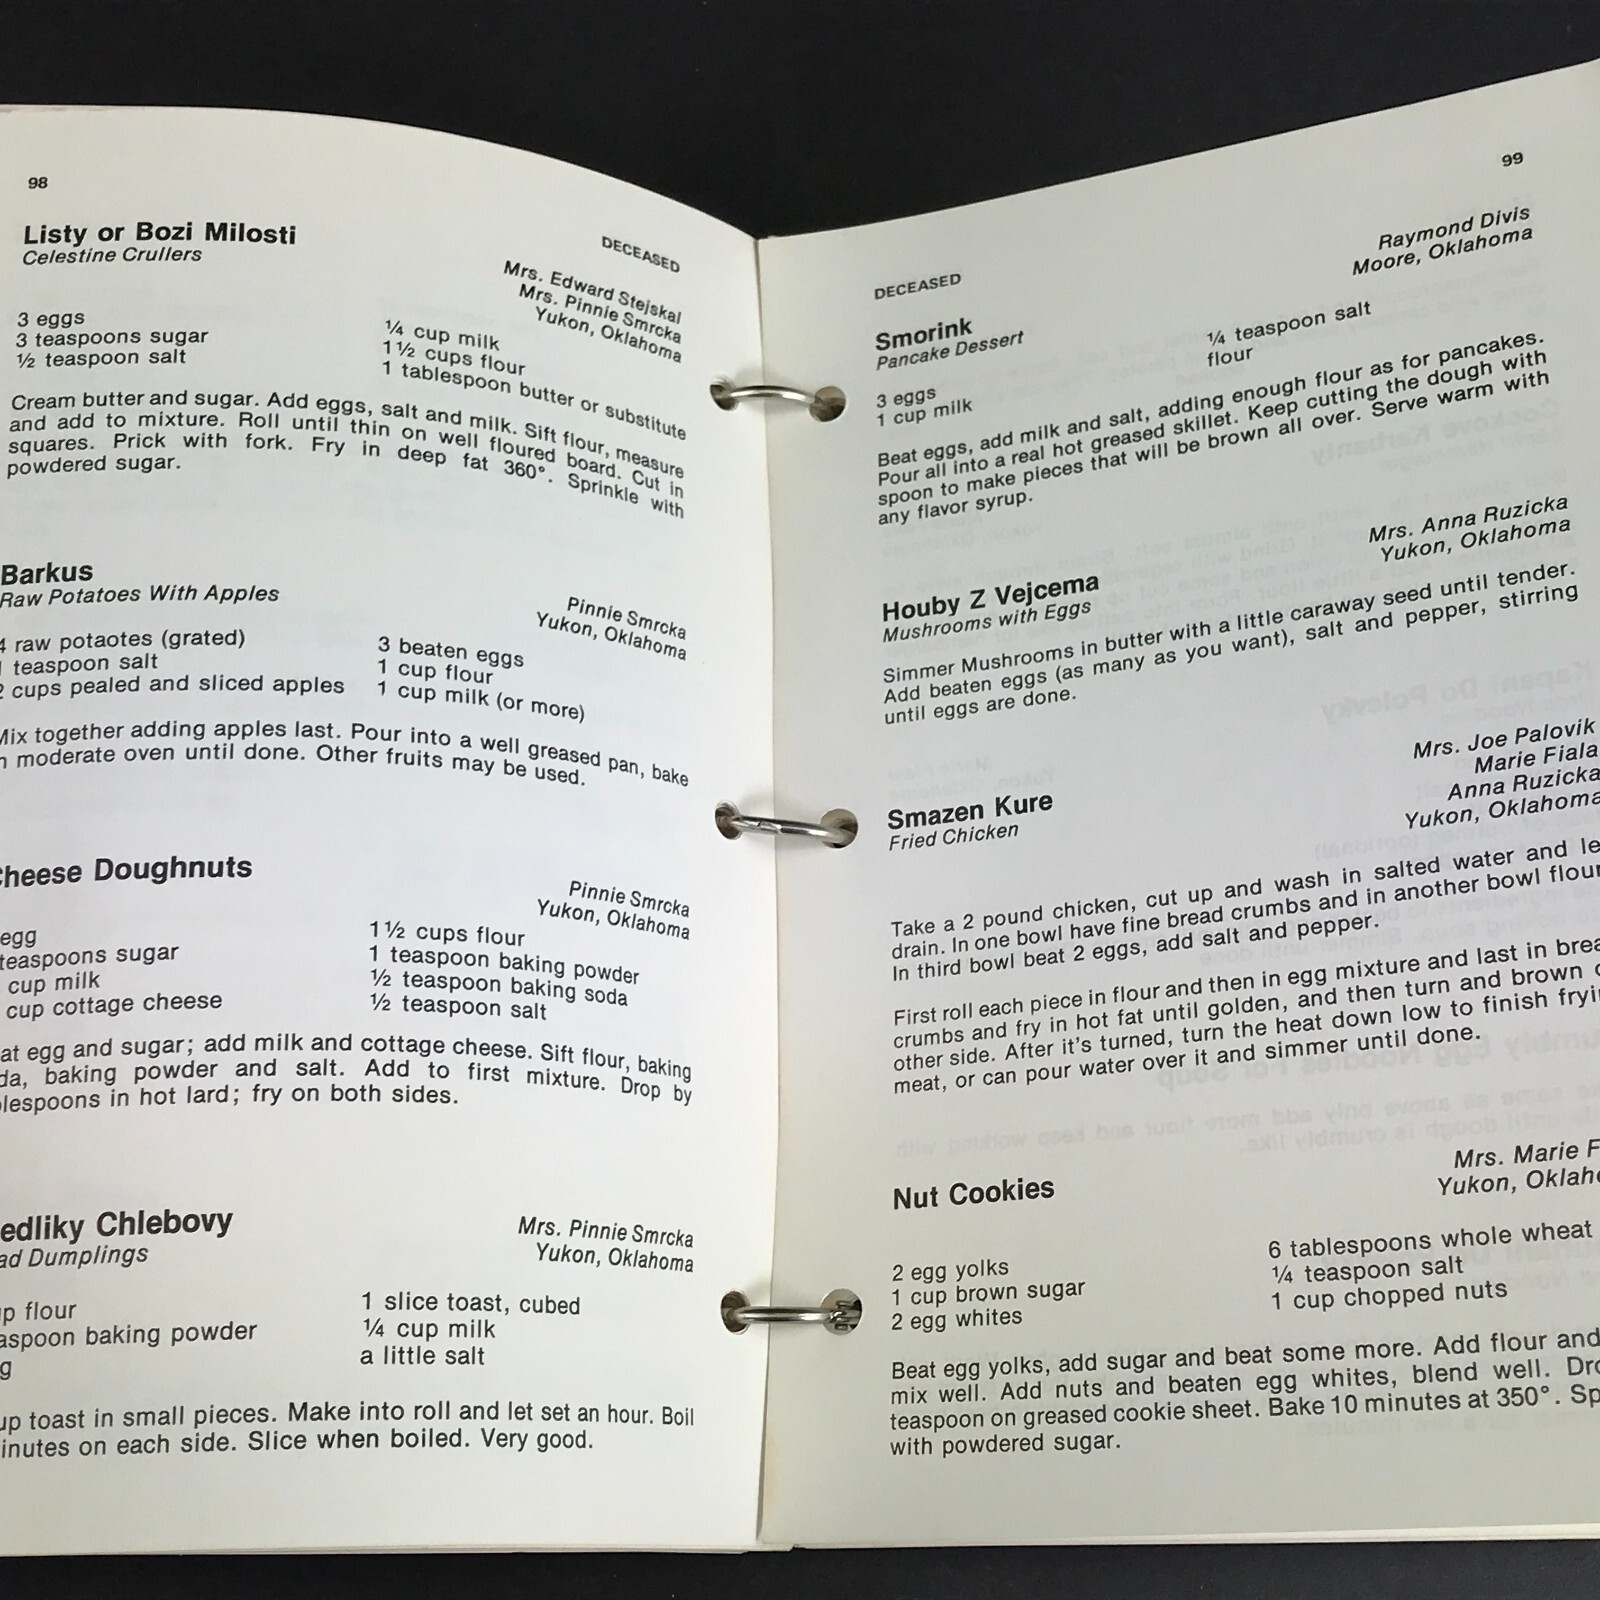 98
Listy or Bozi Milosti
Celestine Crullers
DECEASED
Mrs. Edward Stejskal
Mrs. Pinnie Smrcka
Yukon, Oklahoma
3 eggs
3 teaspoons sugar
½ teaspoon salt
¼ cup milk
1½ cups flour
1 tablespoon butter or substitute
Cream butter and sugar. Add eggs, salt and milk. Sift flour, measure
and add to mixture. Roll until thin on well floured board. Cut in
squares. Prick with fork. Fry in deep fat 360°. Sprinkle with
powdered sugar.
Barkus
Raw Potatoes With Apples
Pinnie Smrcka
Yukon, Oklahoma
4 raw potaotes (grated)
1 teaspoon salt
2 cups pealed and sliced apples
3 beaten eggs
1 cup flour
1 cup milk (or more)
Mix together adding apples last. Pour into a well greased pan, bake
moderate oven until done. Other fruits may be used.
Cheese Doughnuts
Pinnie Smrcka
Yukon, Oklahoma
egg
teaspoons sugar
cup milk
cup cottage cheese
1½ cups flour
1 teaspoon baking powder
½ teaspoon baking soda
½ teaspoon salt
at egg and sugar; add milk and cottage cheese. Sift flour, baking
da, baking powder and salt. Add to first mixture. Drop by
lespoons in hot lard; fry on both sides.
edliky Chlebovy
ad Dumplings
Mrs. Pinnie Smrcka
Yukon, Oklahoma
p flour
aspoon baking powder
g
1 slice toast, cubed
¼ cup milk
a little salt
up toast in small pieces. Make into roll and let set an hour. Boil
inutes on each side. Slice when boiled. Very good.
99
Raymond Divis
Moore, Oklahoma
DECEASED
Smorink
Pancake Dessert
3 eggs
1 cup milk
¼ teaspoon salt
flour
Beat eggs, add milk and salt, adding enough flour as for pancakes.
Pour all into a real hot greased skillet. Keep cutting the dough with
spoon to make pieces that will be brown all over. Serve warm with
any flavor syrup.
Mrs. Anna Ruzicka
Yukon, Oklahoma
Houby Z Vejcema
Mushrooms with Eggs
Simmer Mushrooms in butter with a little caraway seed until tender.
Add beaten eggs (as many as you want), salt and pepper, stirring
until eggs are done.
Mrs. Joe Palovik
Marie Fiala
Anna Ruzicka
Yukon, Oklahoma
Smazen Kure
Fried Chicken
Take a 2 pound chicken, cut up and wash in salted water and le
drain. In one bowl have fine bread crumbs and in another bowl flour
In third bowl beat 2 eggs, add salt and pepper.
First roll each piece in flour and then in egg mixture and last in brea
crumbs and fry in hot fat until golden, and then turn and brown o
other side. After it's turned, turn the heat down low to finish fryi
meat, or can pour water over it and simmer until done.
Mrs. Marie F
Yukon, Oklaho
Nut Cookies
2 egg yolks
1 cup brown sugar
2 egg whites
6 tablespoons whole wheat
¼ teaspoon salt
1 cup chopped nuts
Beat egg yolks, add sugar and beat some more. Add flour and
mix well. Add nuts and beaten egg whites, blend well. Dro
teaspoon on greased cookie sheet. Bake 10 minutes at 350°. Sp
with powdered sugar.